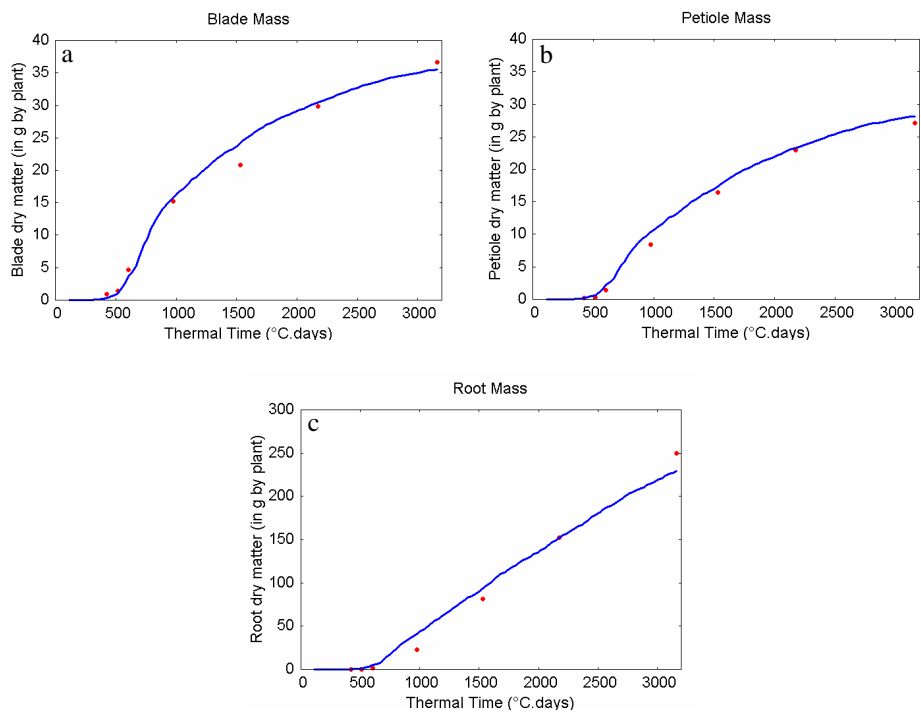 Blade Mass
a
Blade dry matter (in g by plant)
40
35
30
25
20
15
10
5
0
0 500 1000 1500 2000 2500 3000
Thermal Time (°C.days)
Petiole Mass
b
Petiole dry matter (in g by plant)
40
35
30
25
20
15
10
5
0
0 500 1000 1500 2000 2500 3000
Thermal Time (°C.days)
Root Mass
c
Root dry matter (in g by plant)
300
250
200
150
100
50
0
0 500 1000 1500 2000 2500 3000
Thermal Time (°C.days)